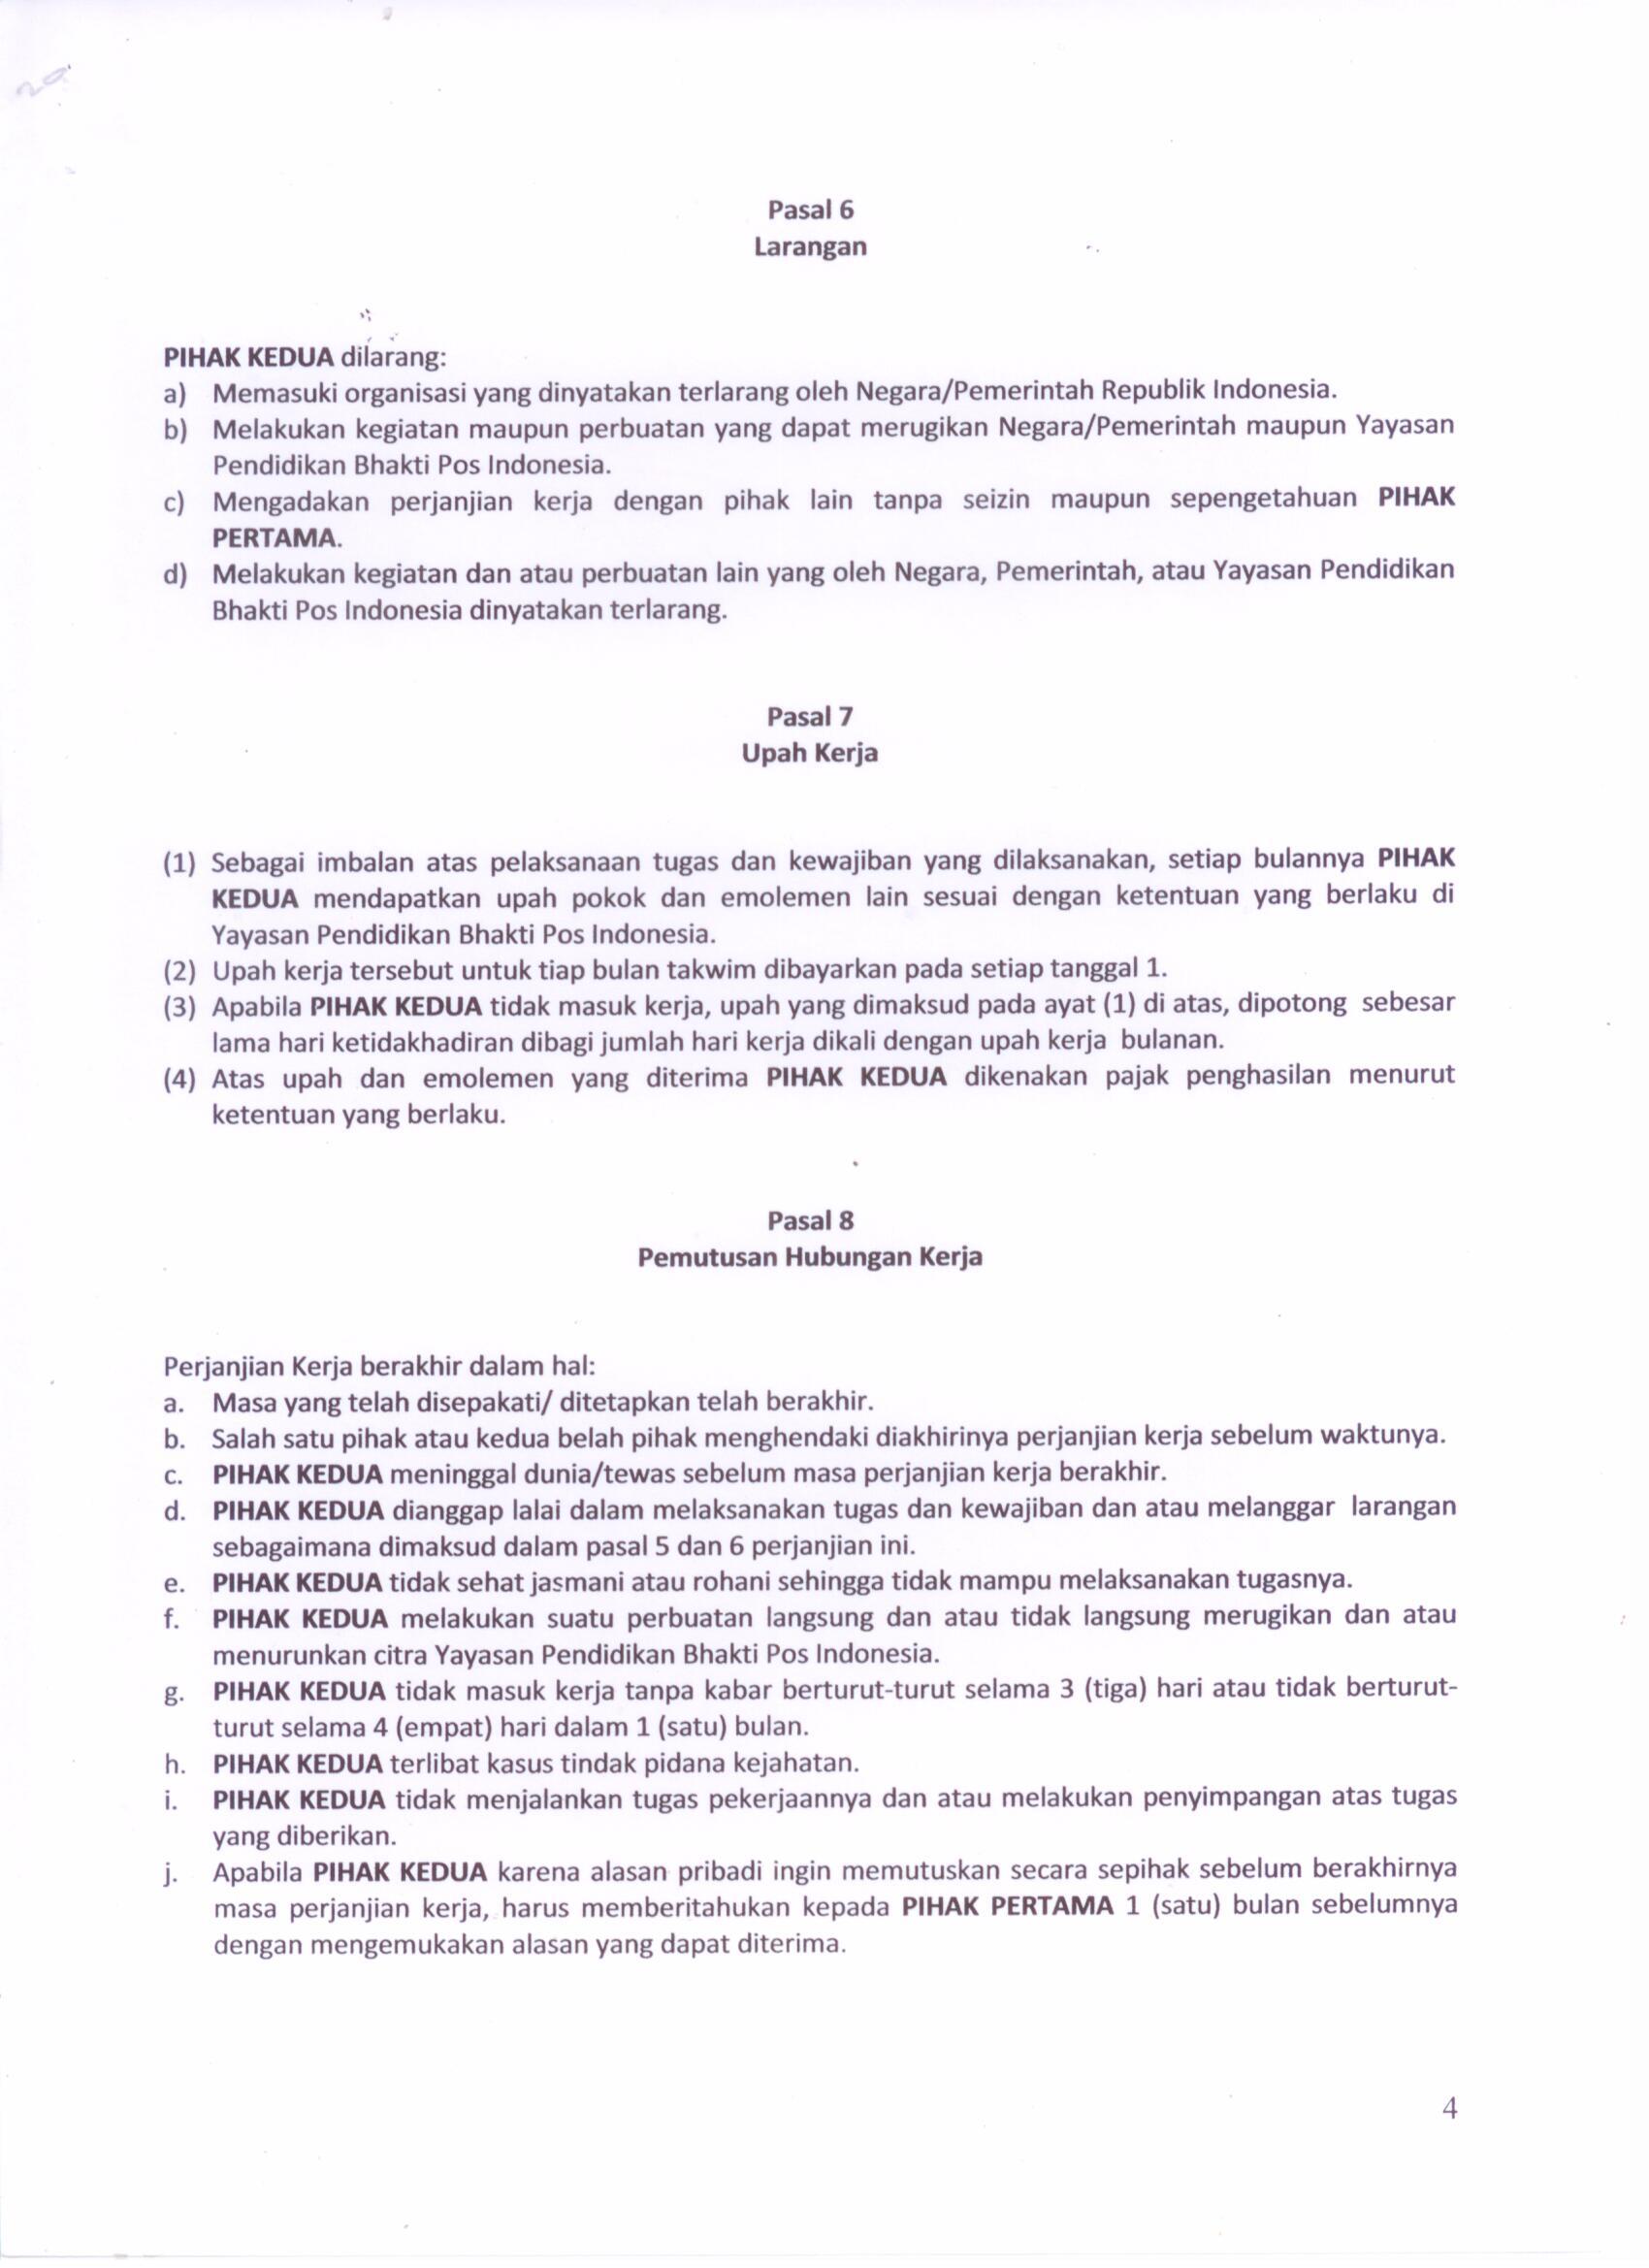 Pasal 6
Larangan
PIHAK KEDUA dilarang:
a) Memasuki organisasi yang dinyatakan terlarang oleh Negara/Pemerintah Republik Indonesia.
b) Melakukan kegiatan maupun perbuatan yang dapat merugikan Negara/Pemerintah maupun Yayasan
Pendidikan Bhakti Pos Indonesia.
c) Mengadakan perjanjian kerja dengan pihak lain tanpa seizin maupun sepengetahuan PIHAK
PERTAMA.
d) Melakukan kegiatan dan atau perbuatan lain yang oleh Negara, Pemerintah, atau Yayasan Pendidikan
Bhakti Pos Indonesia dinyatakan terlarang.
Pasal 7
Upah Kerja
(1) Sebagai imbalan atas pelaksanaan tugas dan kewajiban yang dilaksanakan, setiap bulannya PIHAK
KEDUA mendapatkan upah pokok dan emolemen lain sesuai dengan ketentuan yang berlaku di
Yayasan Pendidikan Bhakti Pos Indonesia.
(2) Upah kerja tersebut untuk tiap bulan takwim dibayarkan pada setiap tanggal 1.
(3) Apabila PIHAK KEDUA tidak masuk kerja, upah yang dimaksud pada ayat (1) di atas, dipotong sebesar
lama hari ketidakhadiran dibagi jumlah hari kerja dikali dengan upah kerja bulanan.
(4) Atas upah dan emolemen yang diterima PIHAK KEDUA dikenakan pajak penghasilan menurut
ketentuan yang berlaku.
Pasal 8
Pemutusan Hubungan Kerja
Perjanjian Kerja berakhir dalam hal:
a. Masa yang telah disepakati/ ditetapkan telah berakhir.
b. Salah satu pihak atau kedua belah pihak menghendaki diakhirinya perjanjian kerja sebelum waktunya.
c. PIHAK KEDUA meninggal dunia/tewas sebelum masa perjanjian kerja berakhir.
d. PIHAK KEDUA dianggap lalai dalam melaksanakan tugas dan kewajiban dan atau melanggar larangan
sebagaimana dimaksud dalam pasal 5 dan 6 perjanjian ini.
e. PIHAK KEDUA tidak sehat jasmani atau rohani sehingga tidak mampu melaksanakan tugasnya.
f. PIHAK KEDUA melakukan suatu perbuatan langsung dan atau tidak langsung merugikan dan atau
menurunkan citra Yayasan Pendidikan Bhakti Pos Indonesia.
g. PIHAK KEDUA tidak masuk kerja tanpa kabar berturut-turut selama 3 (tiga) hari atau tidak berturut-
turut selama 4 (empat) hari dalam 1 (satu) bulan.
h. PIHAK KEDUA terlibat kasus tindak pidana kejahatan.
i. PIHAK KEDUA tidak menjalankan tugas pekerjaannya dan atau melakukan penyimpangan atas tugas
yang diberikan.
j. Apabila PIHAK KEDUA karena alasan pribadi ingin memutuskan secara sepihak sebelum berakhirnya
masa perjanjian kerja, harus memberitahukan kepada PIHAK PERTAMA 1 (satu) bulan sebelumnya
dengan mengemukakan alasan yang dapat diterima.
4